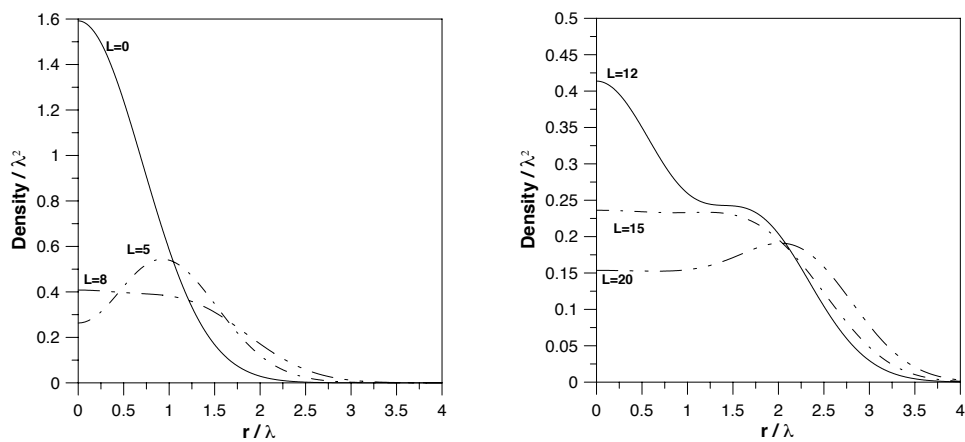 1.6
1.4
1.2
1
0.8
0.6
0.4
0.2
0
Density / λ²
L=0
L=5
L=8
0 0.5 1 1.5 2 2.5 3 3.5 4
r / λ
0.5
0.45
0.4
0.35
0.3
0.25
0.2
0.15
0.1
0.05
0
Density / λ²
L=12
L=15
L=20
0 0.5 1 1.5 2 2.5 3 3.5 4
r / λ